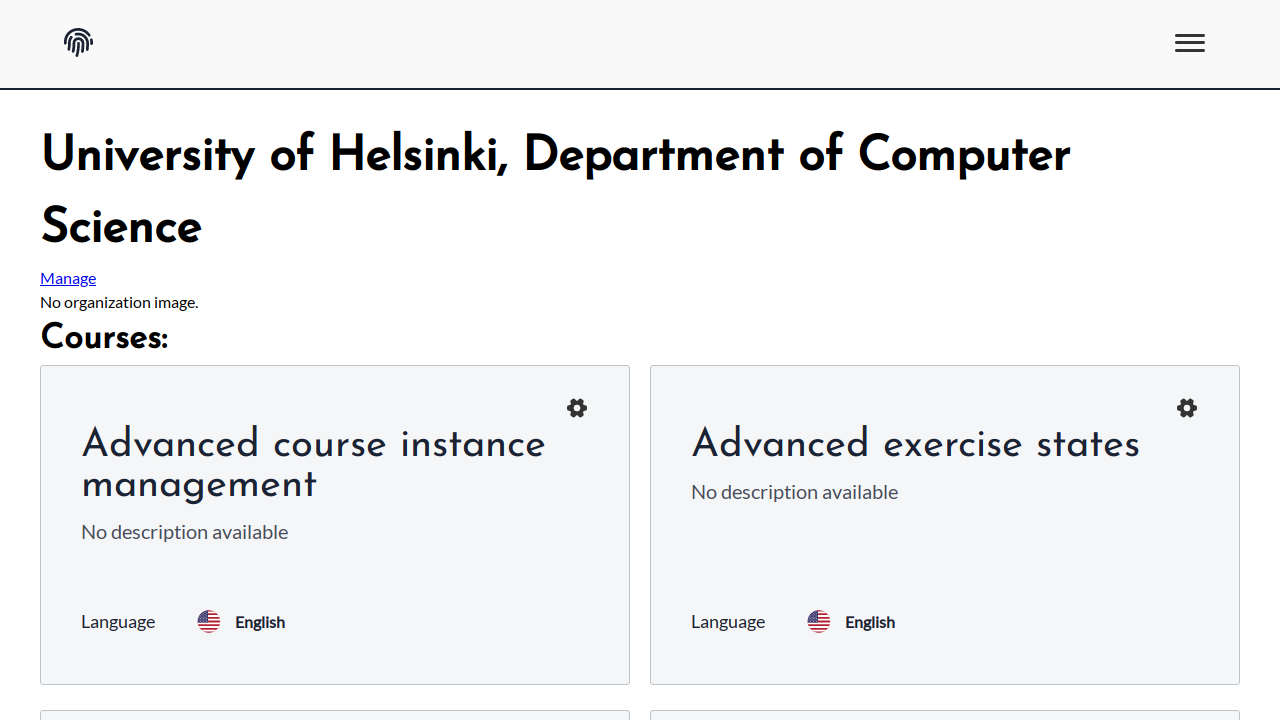 University of Helsinki, Department of Computer
Science
Manage
No organization image.
Courses:
Advanced course instance
management
No description available
Language English
Advanced exercise states
No description available
Language English